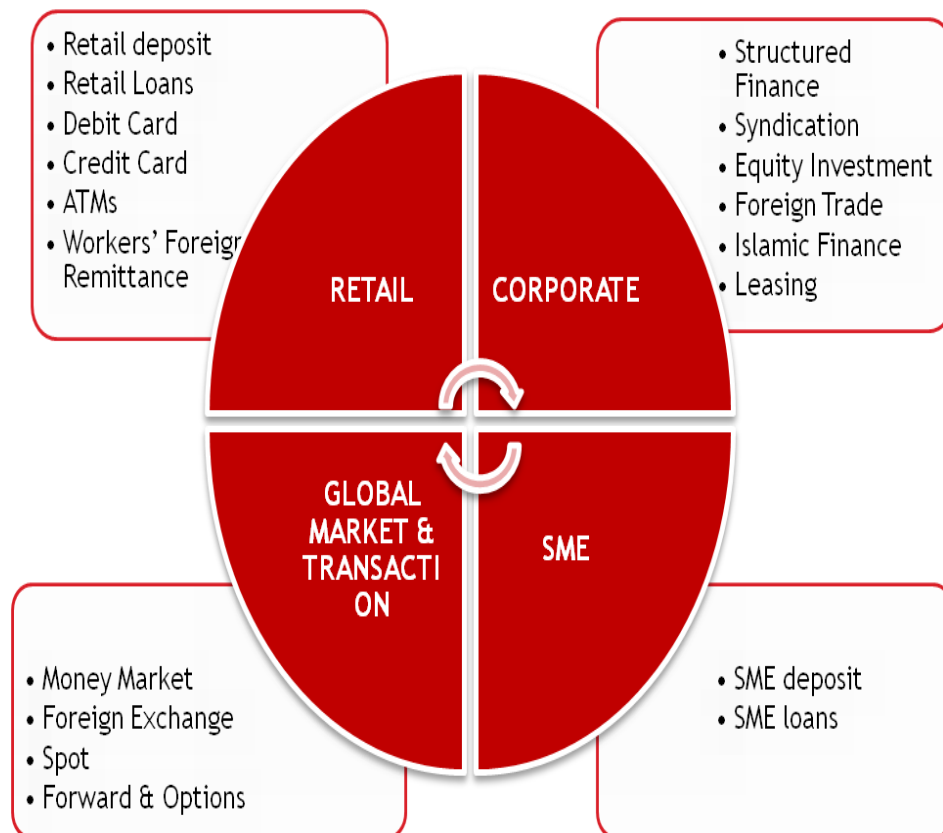 • Retail deposit
• Retail Loans
• Debit Card
• Credit Card
• ATMs
• Workers’ Foreign
Remittance
• Structured
Finance
• Syndication
• Equity Investment
• Foreign Trade
• Islamic Finance
• Leasing
RETAIL
CORPORATE
GLOBAL
MARKET &
TRANSACTI
ON
SME
• Money Market
• Foreign Exchange
• Spot
• Forward & Options
• SME deposit
• SME loans